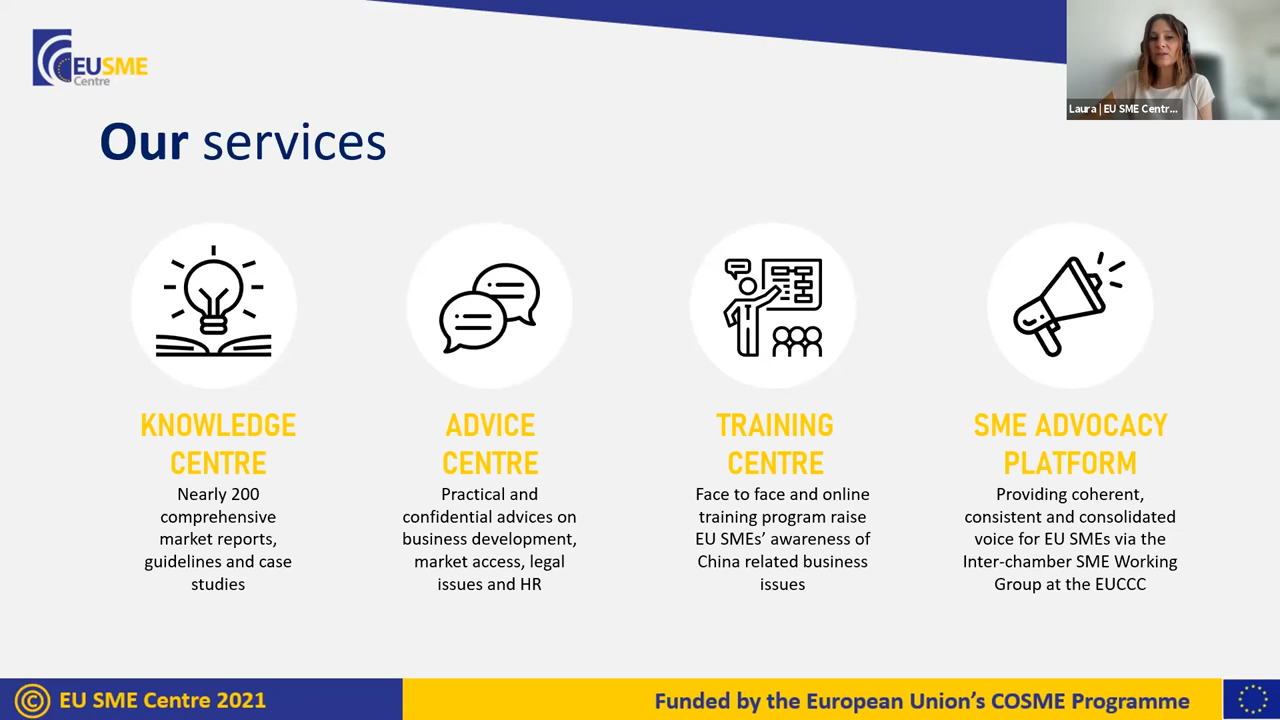 EUSME
Centre
Laura | EU SME Centr...
Our services
KNOWLEDGE
CENTRE
Nearly 200
comprehensive
market reports,
guidelines and case
studies
ADVICE
CENTRE
Practical and
confidential advices on
business development,
market access, legal
issues and HR
TRAINING
CENTRE
Face to face and online
training program raise
EU SMEs’ awareness of
China related business
issues
SME ADVOCACY
PLATFORM
Providing coherent,
consistent and consolidated
voice for EU SMEs via the
Inter-chamber SME Working
Group at the EUCCC
© EU SME Centre 2021
Funded by the European Union’s COSME Programme